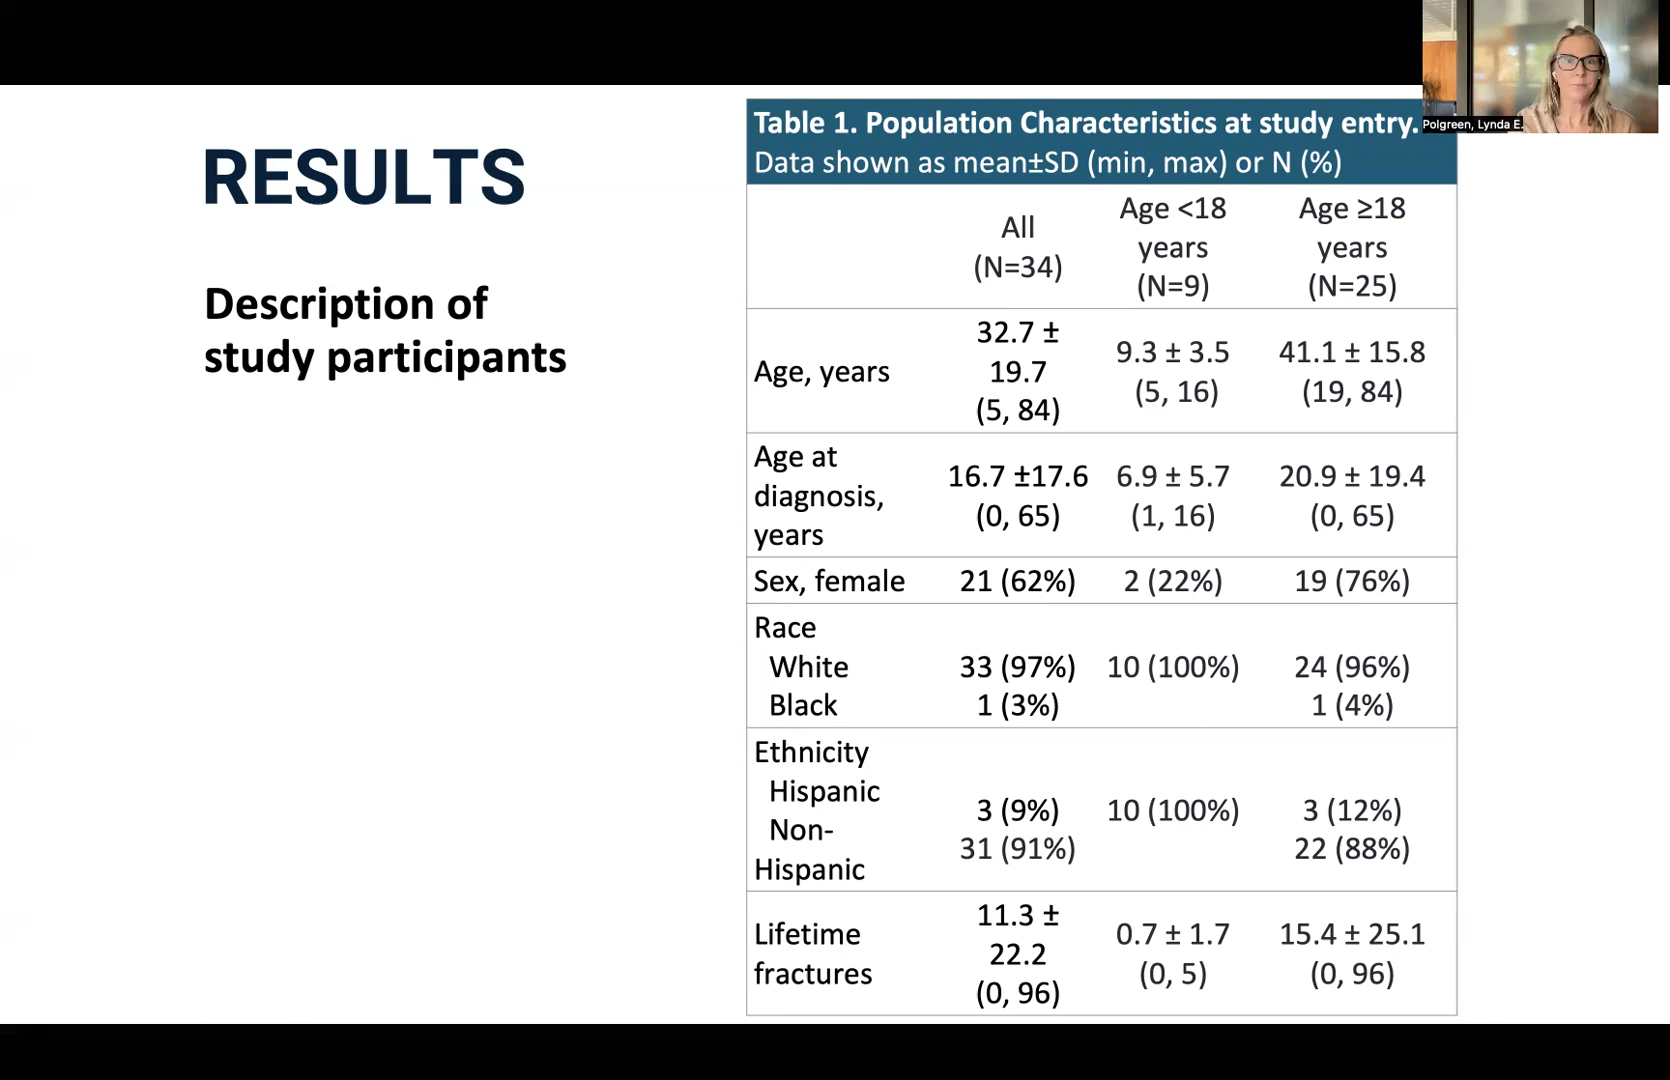 Polgreen, Lynda E.
RESULTS
Description of
study participants
Table 1. Population Characteristics at study entry.
Data shown as mean±SD (min, max) or N (%)
All
(N=34)
Age <18
years
(N=9)
Age ≥18
years
(N=25)
Age, years
32.7 ±
19.7
(5, 84)
9.3 ± 3.5
(5, 16)
41.1 ± 15.8
(19, 84)
Age at
diagnosis,
years
16.7 ±17.6
(0, 65)
6.9 ± 5.7
(1, 16)
20.9 ± 19.4
(0, 65)
Sex, female
21 (62%)
2 (22%)
19 (76%)
Race
White
33 (97%)
10 (100%)
24 (96%)
Black
1 (3%)
1 (4%)
Ethnicity
Hispanic
Non-
Hispanic
3 (9%)
31 (91%)
10 (100%)
3 (12%)
22 (88%)
Lifetime
fractures
11.3 ±
22.2
(0, 96)
0.7 ± 1.7
(0, 5)
15.4 ± 25.1
(0, 96)